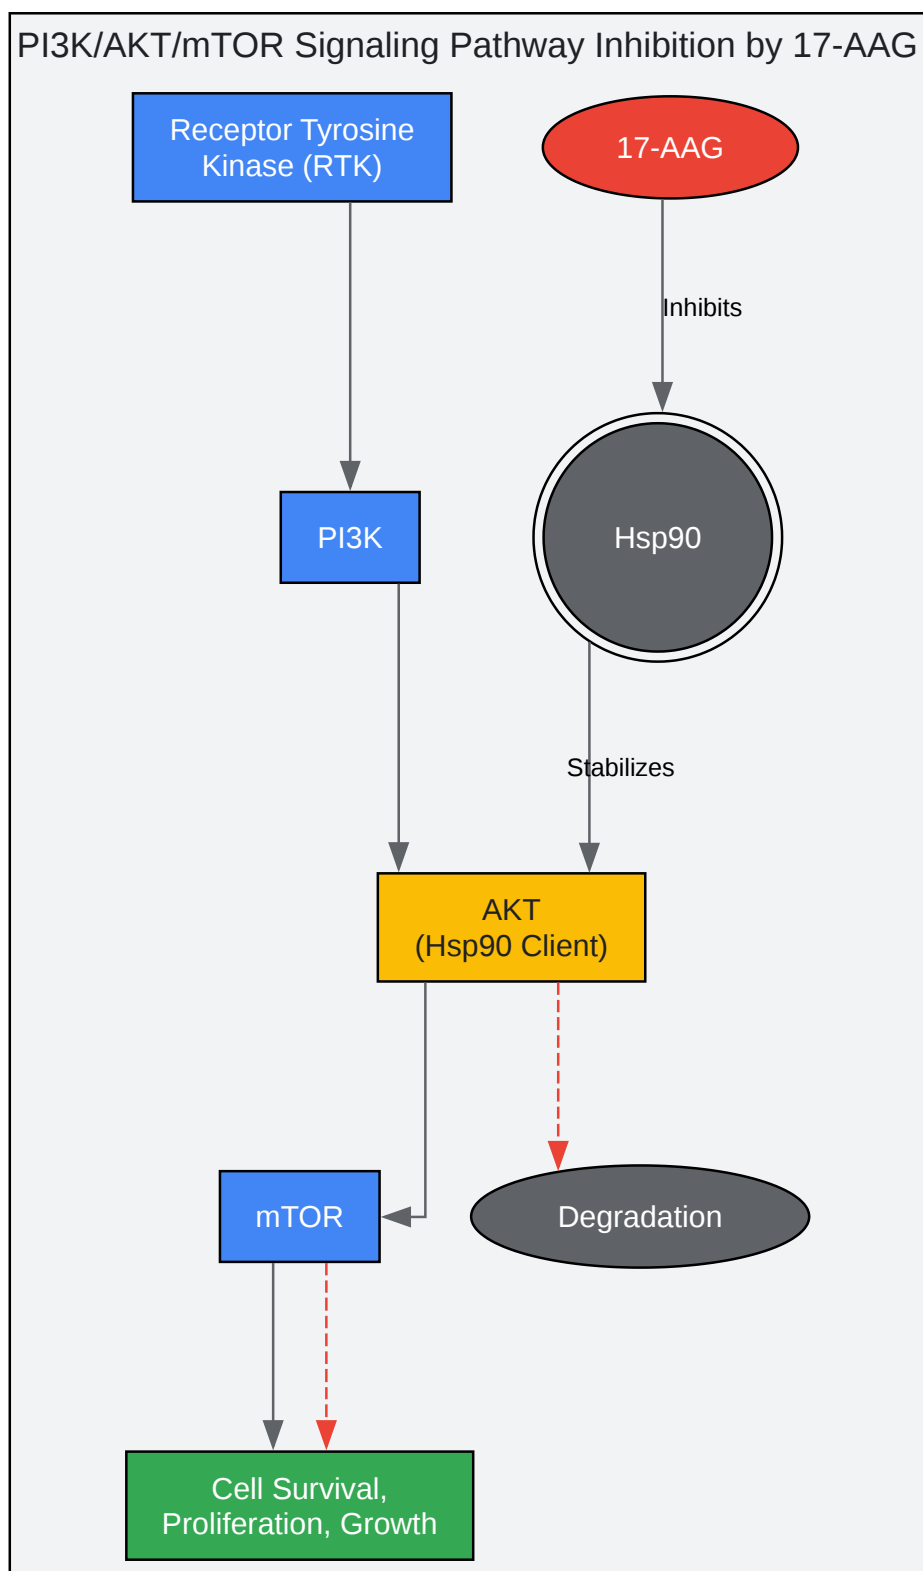 PI3K/AKT/mTOR Signaling Pathway Inhibition by 17-AAG
Receptor Tyrosine
Kinase (RTK)
17-AAG
Inhibits
PI3K
Hsp90
Stabilizes
AKT
(Hsp90 Client)
mTOR
Degradation
Cell Survival,
Proliferation, Growth